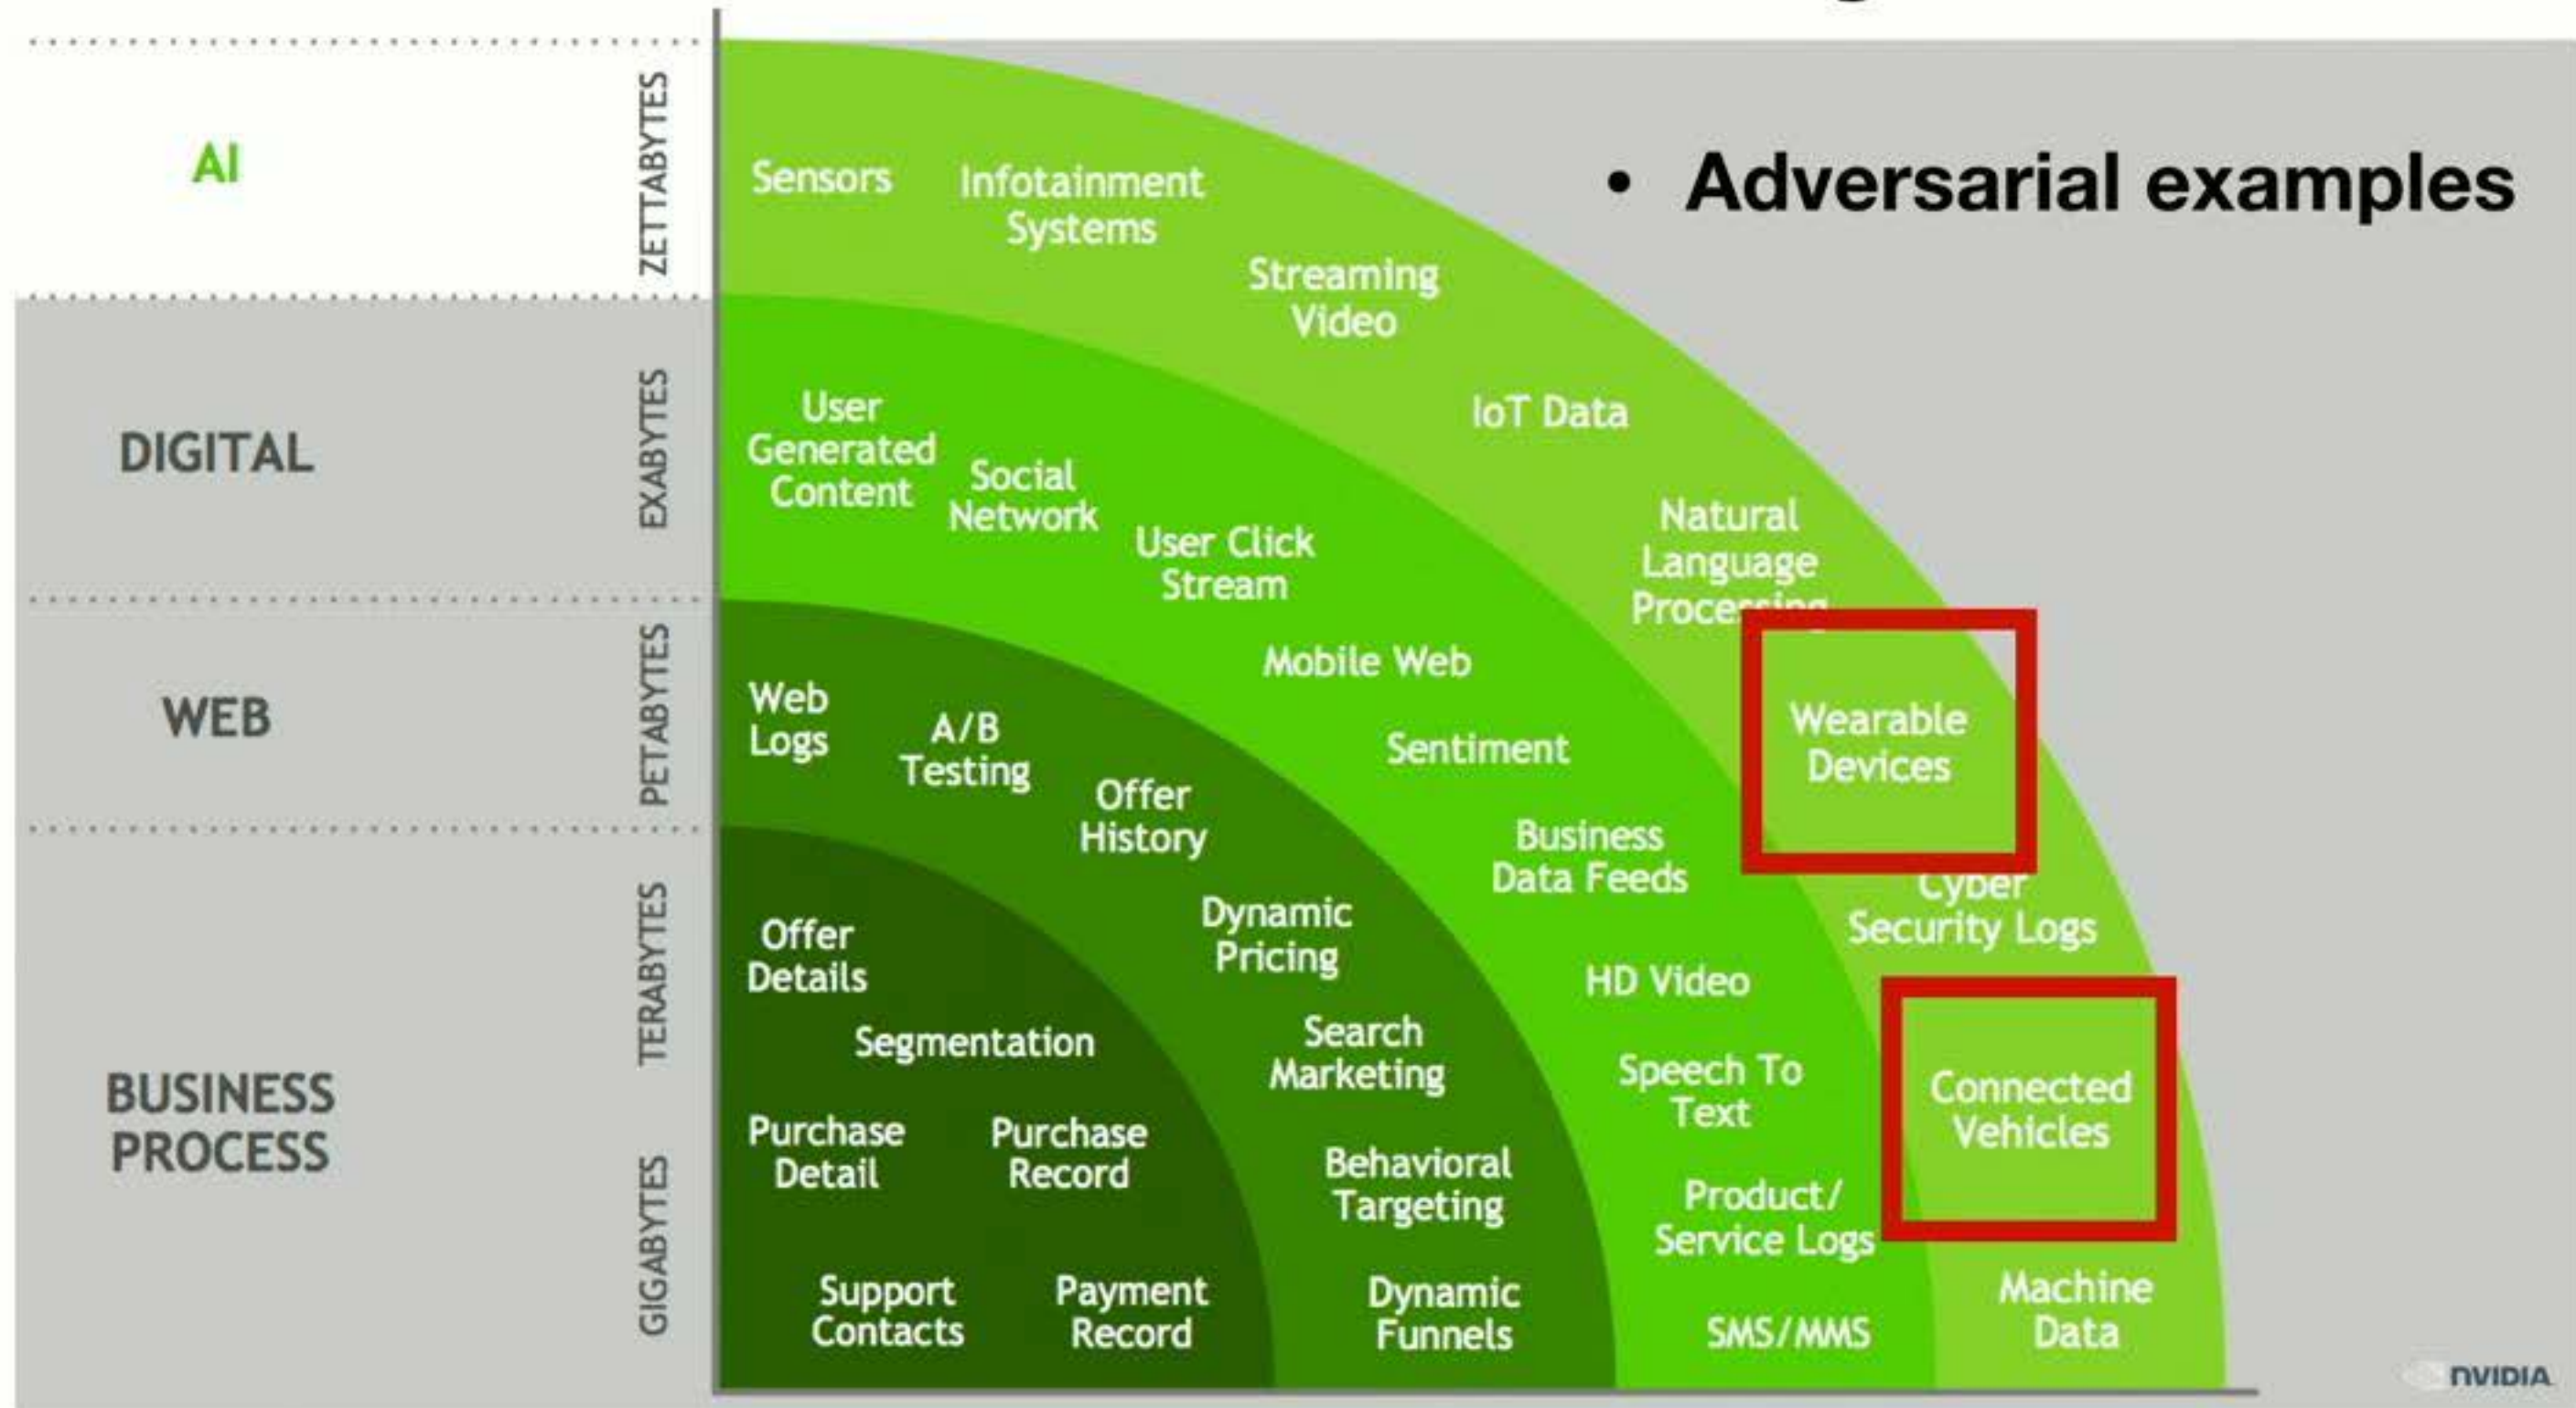 AI
ZETTABYTES
Sensors
Infotainment
Systems
Streaming
Video
IoT Data
Natural
Language
Processing
Wearable
Devices
Cyber
Security Logs
Connected
Vehicles
Machine
Data
• Adversarial examples
DIGITAL
EXABYTES
User
Generated
Content
Social
Network
User Click
Stream
Mobile Web
Sentiment
Business
Data Feeds
HD Video
Speech To
Text
Product/
Service Logs
SMS/MMS
WEB
PETABYTES
Web
Logs
A/B
Testing
Offer
History
Dynamic
Pricing
Search
Marketing
Behavioral
Targeting
Dynamic
Funnels
BUSINESS
PROCESS
TERABYTES
GIGABYTES
Offer
Details
Segmentation
Purchase
Detail
Purchase
Record
Support
Contacts
Payment
Record
NVIDIA